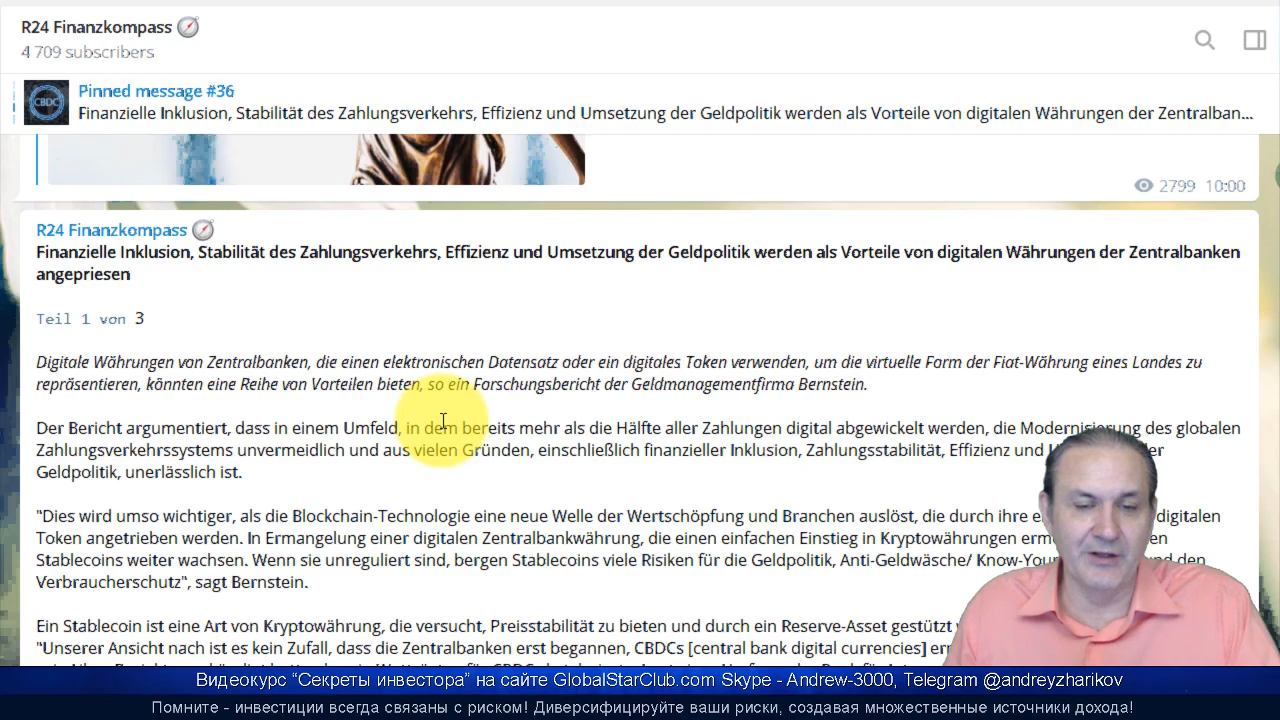 R24 Finanzkompass
4 709 subscribers
Pinned message #36
CBDC
Finanzielle Inklusion, Stabilität des Zahlungsverkehrs, Effizienz und Umsetzung der Geldpolitik werden als Vorteile von digitalen Währungen der Zentralban...
2799 10:00
R24 Finanzkompass
Finanzielle Inklusion, Stabilität des Zahlungsverkehrs, Effizienz und Umsetzung der Geldpolitik werden als Vorteile von digitalen Währungen der Zentralbanken
angepriesen
Teil 1 von 3
Digitale Währungen von Zentralbanken, die einen elektronischen Datensatz oder ein digitales Token verwenden, um die virtuelle Form der Fiat-Währung eines Landes zu
repräsentieren, könnten eine Reihe von Vorteilen bieten, so ein Forschungsbericht der Geldmanagementfirma Bernstein.
Der Bericht argumentiert, dass in einem Umfeld, in dem bereits mehr als die Hälfte aller Zahlungen digital abgewickelt werden, die Modernisierung des globalen
Zahlungsverkehrssystems unvermeidlich und aus vielen Gründen, einschließlich finanzieller Inklusion, Zahlungsstabilität, Effizienz und der
Geldpolitik, unerlässlich ist.
"Dies wird umso wichtiger, als die Blockchain-Technologie eine neue Welle der Wertschöpfung und Branchen auslöst, die durch ihre digitalen
Token angetrieben werden. In Ermangelung einer digitalen Zentralbankwährung, die einen einfachen Einstieg in Kryptowährungen
Stablecoins weiter wachsen. Wenn sie unreguliert sind, bergen Stablecoins viele Risiken für die Geldpolitik, Anti-Geldwäsche/ den
Verbraucherschutz", sagt Bernstein.
Ein Stablecoin ist eine Art von Kryptowährung, die versucht, Preisstabilität zu bieten und durch ein Reserve-Asset gestützt
"Unserer Ansicht nach ist es kein Zufall, dass die Zentralbanken erst begannen, CBDCs [central bank digital currencies]
Видеокурс “Секреты инвестора” на сайте GlobalStarClub.com Skype - Andrew-3000, Telegram @andreyzharikov
Помните - инвестиции всегда связаны с риском! Диверсифицируйте ваши риски, создавая множественные источники дохода!